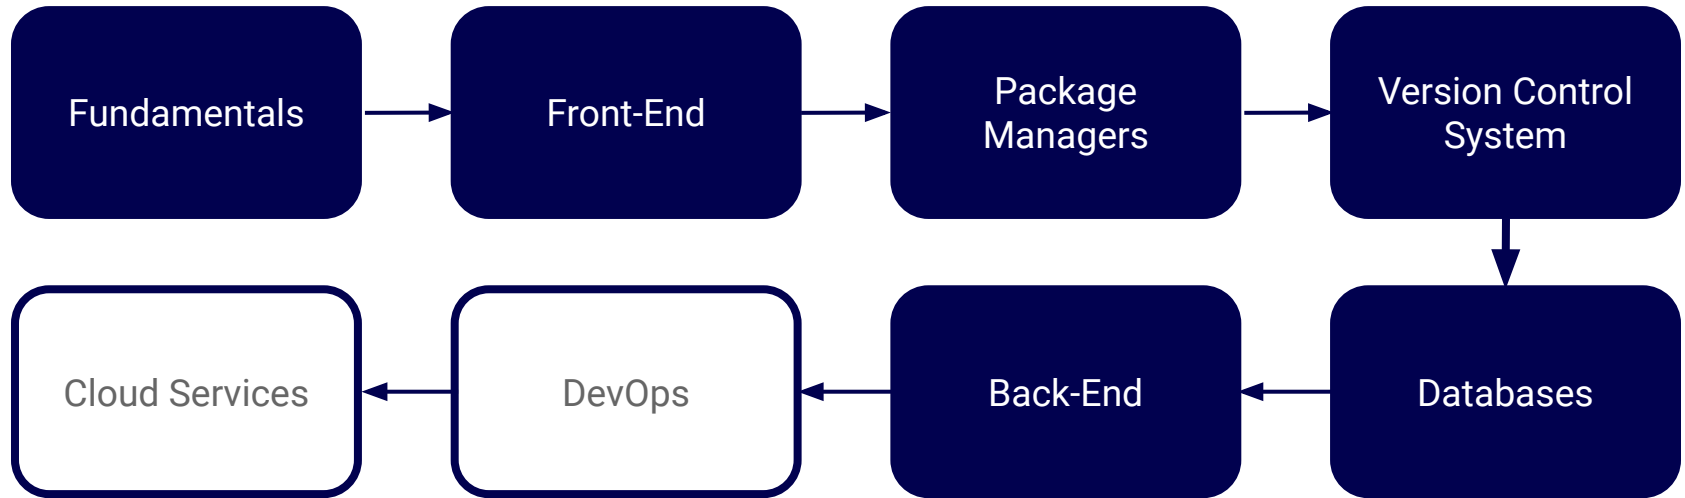 Fundamentals
Front-End
Package
Managers
Version Control
System
Cloud Services
DevOps
Back-End
Databases